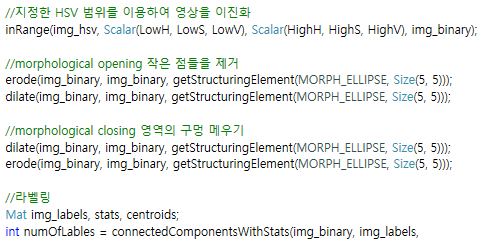 //지정한 HSV 범위를 이용하여 영상을 이진화
inRange(img_hsv, Scalar(LowH, LowS, LowV), Scalar(HighH, HighS, HighV), img_binary);
//morphological opening 작은 점들을 제거
erode(img_binary, img_binary, getStructuringElement(MORPH_ELLIPSE, Size(5, 5)));
dilate(img_binary, img_binary, getStructuringElement(MORPH_ELLIPSE, Size(5, 5)));
//morphological closing 영역의 구멍 메우기
dilate(img_binary, img_binary, getStructuringElement(MORPH_ELLIPSE, Size(5, 5)));
erode(img_binary, img_binary, getStructuringElement(MORPH_ELLIPSE, Size(5, 5)));
//라벨링
Mat img_labels, stats, centroids;
int numOfLables = connectedComponentsWithStats(img_binary, img_labels,